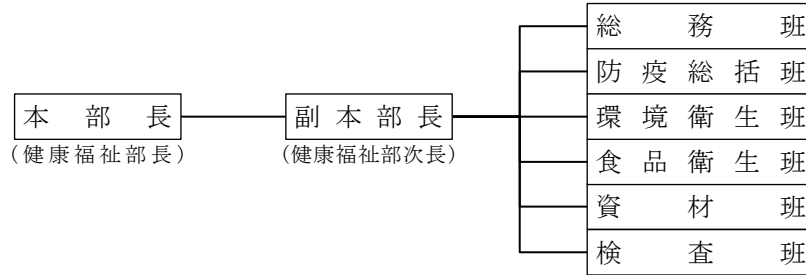 本部長
(健康福祉部長)
副本部長
(健康福祉部次長)
総務班
防疫総括班
環境衛生班
食品衛生班
資材班
検査班